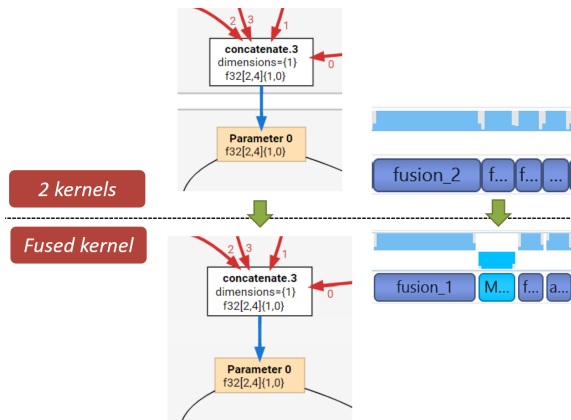 2 3 1
concatenate.3
dimensions={1}
f32[2,4]{1,0}
0
Parameter 0
f32[2,4]{1,0}
fusion_2 f... f... ...
2 kernels
Fused kernel
2 3 1
concatenate.3
dimensions={1}
f32[2,4]{1,0}
0
Parameter 0
f32[2,4]{1,0}
fusion_1 M... f... a...